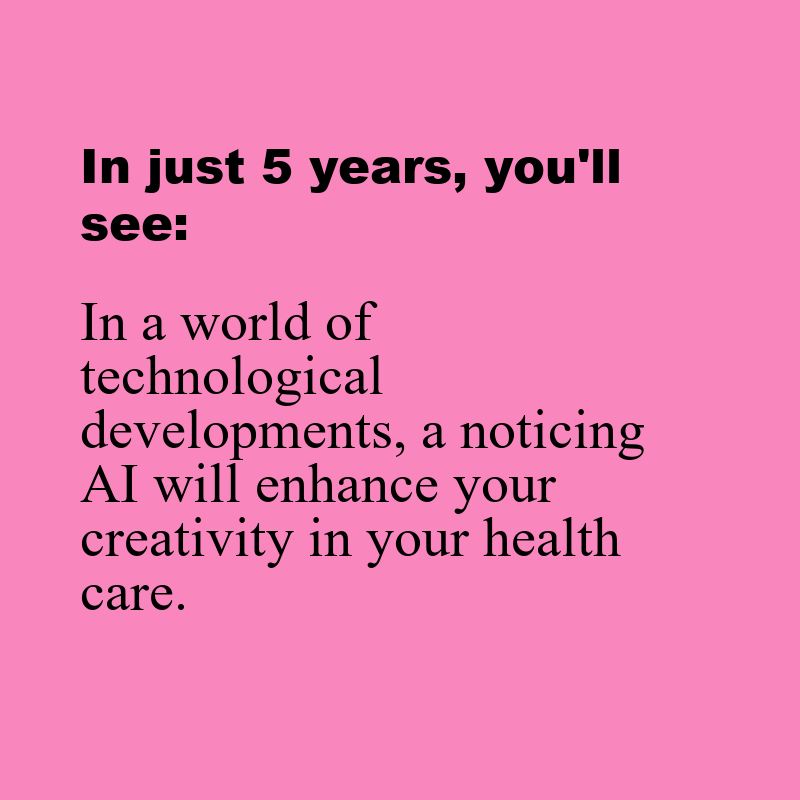 In just 5 years, you'll
see:
In a world of
technological
developments, a noticing
AI will enhance your
creativity in your health
care.